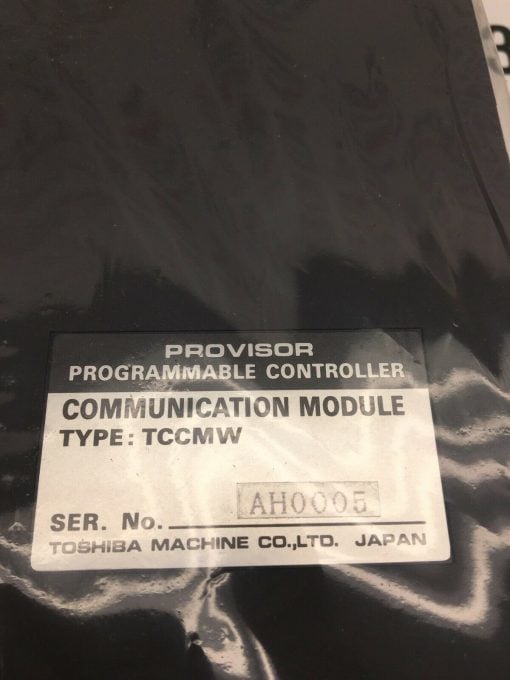 PROVISOR
PROGRAMMABLE CONTROLLER
COMMUNICATION MODULE
TYPE: TCCMW
SER. No. AH0005
TOSHIBA MACHINE CO.,LTD. JAPAN